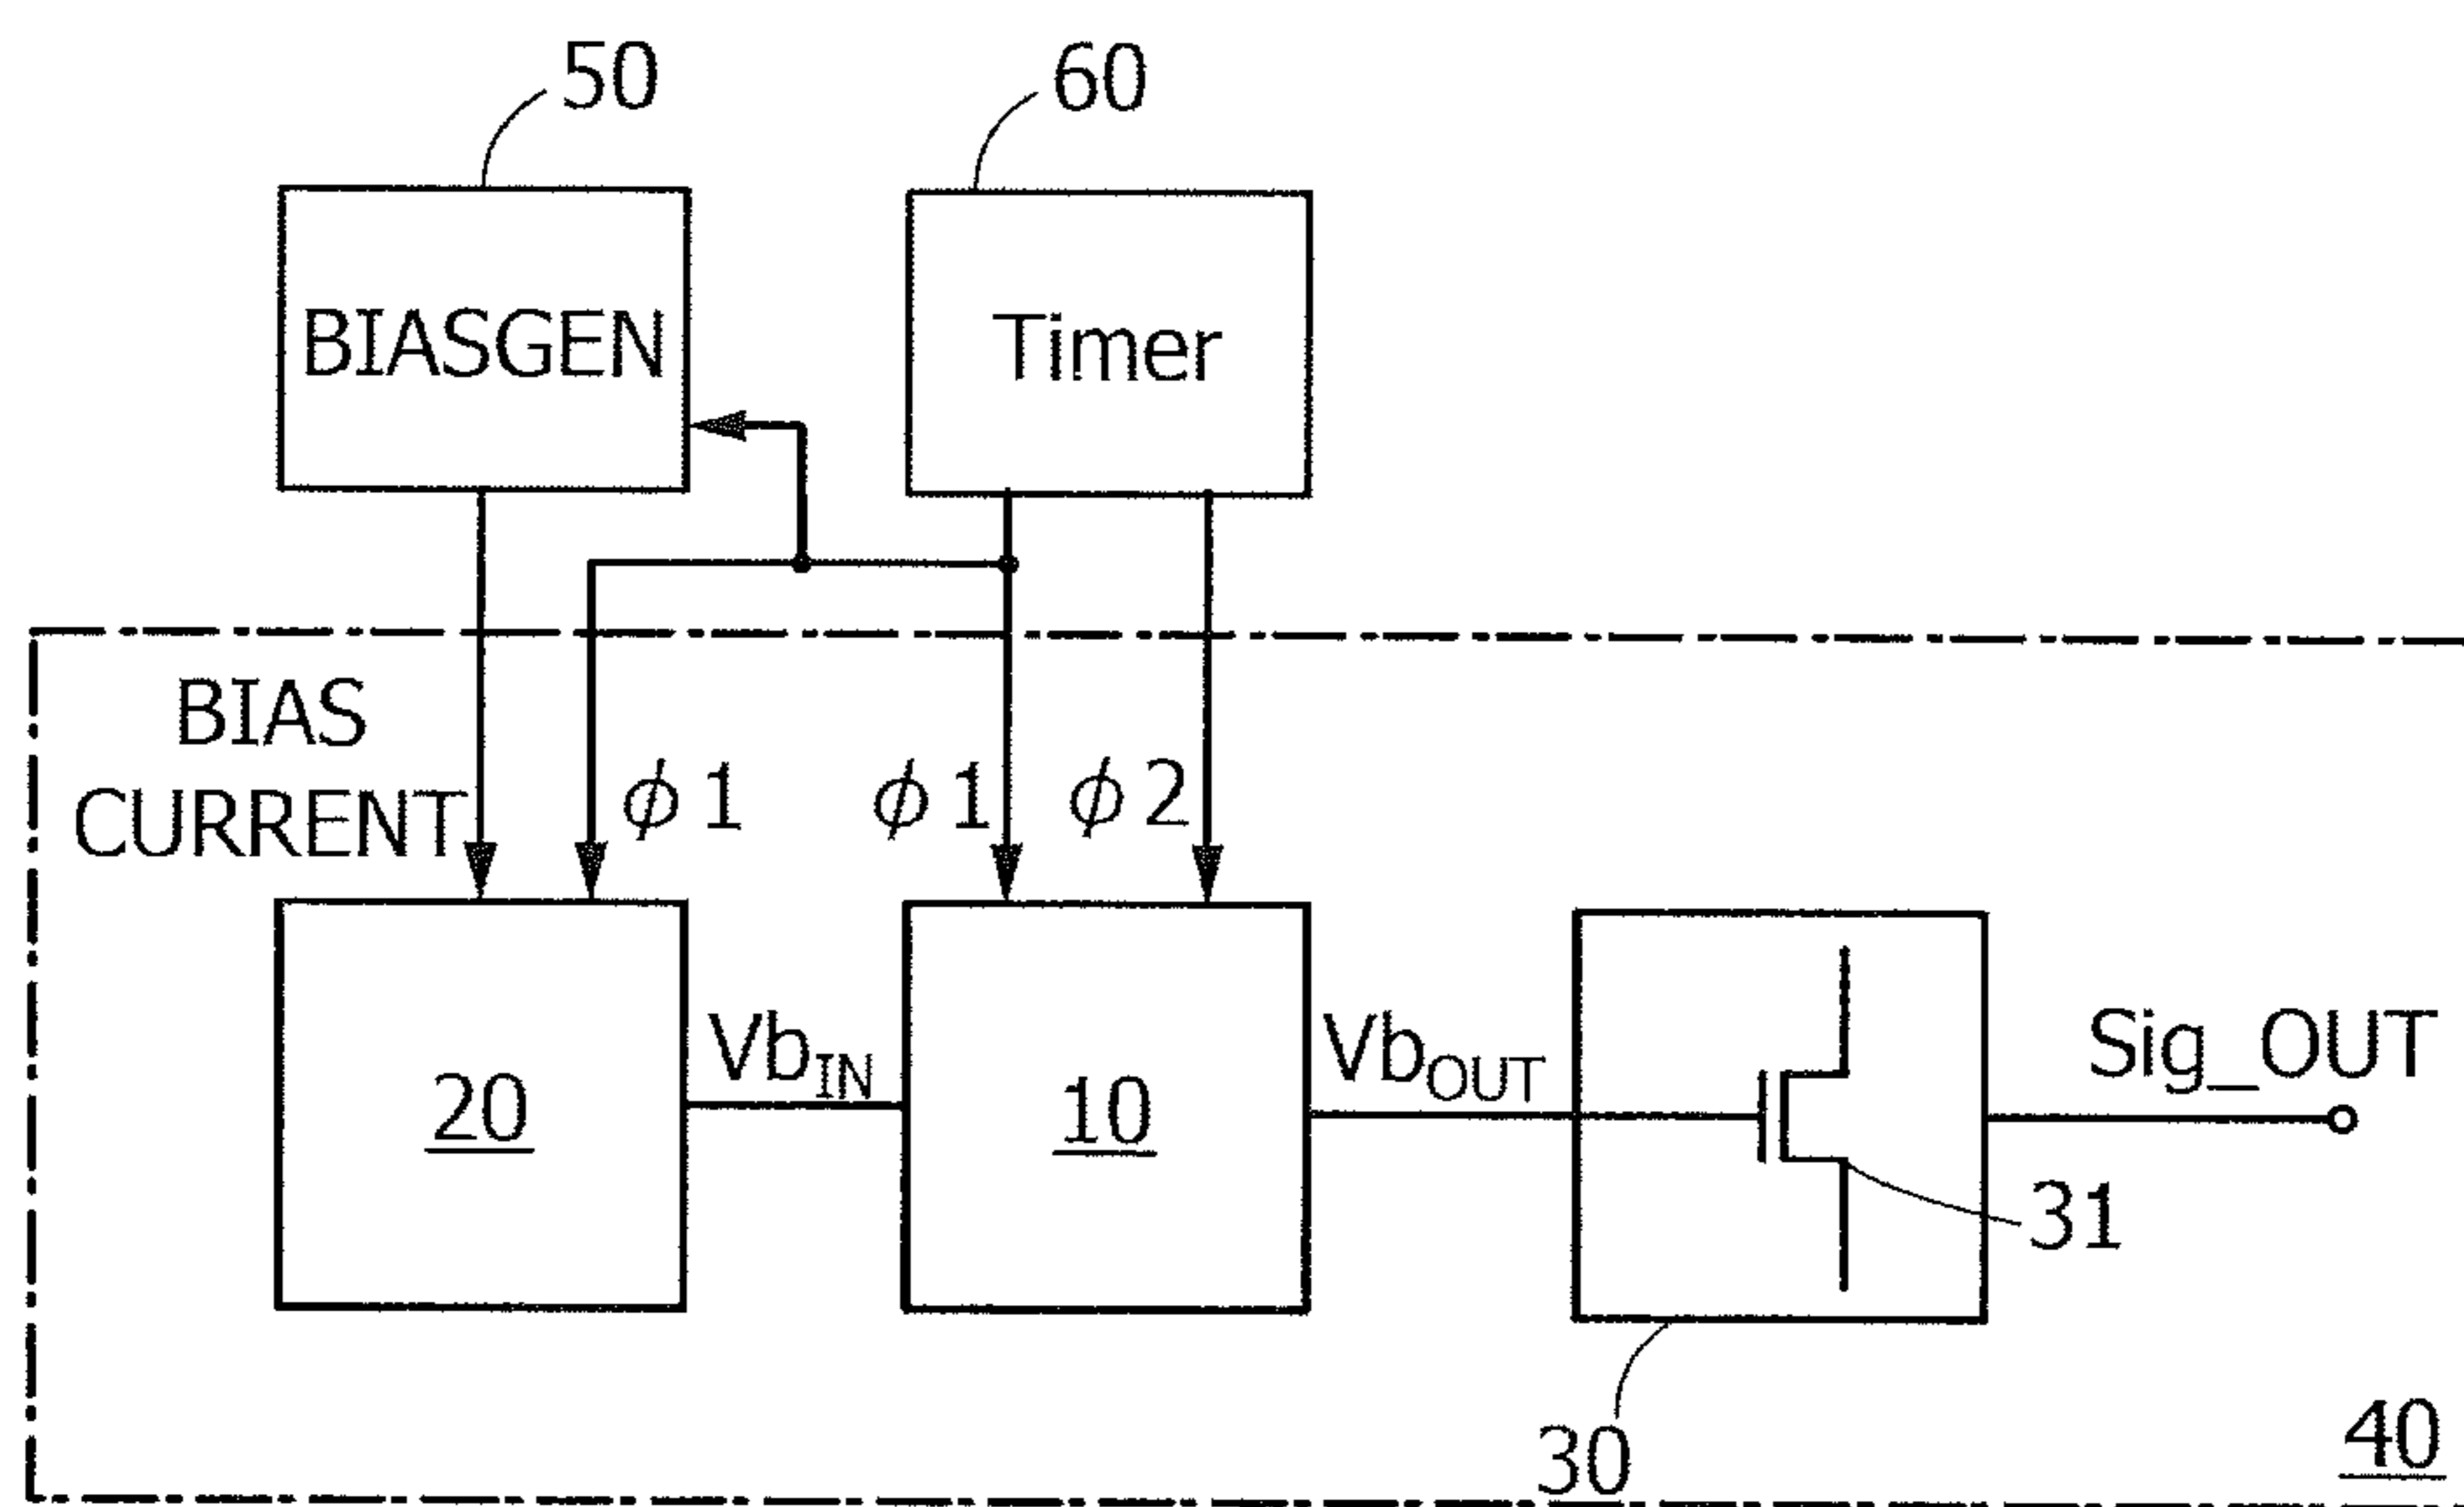 50
60
BIASGEN
Timer
BIAS
CURRENT
ϕ1
ϕ1
ϕ2
20
Vb_IN
10
Vb_OUT
Sig_OUT
31
30
40